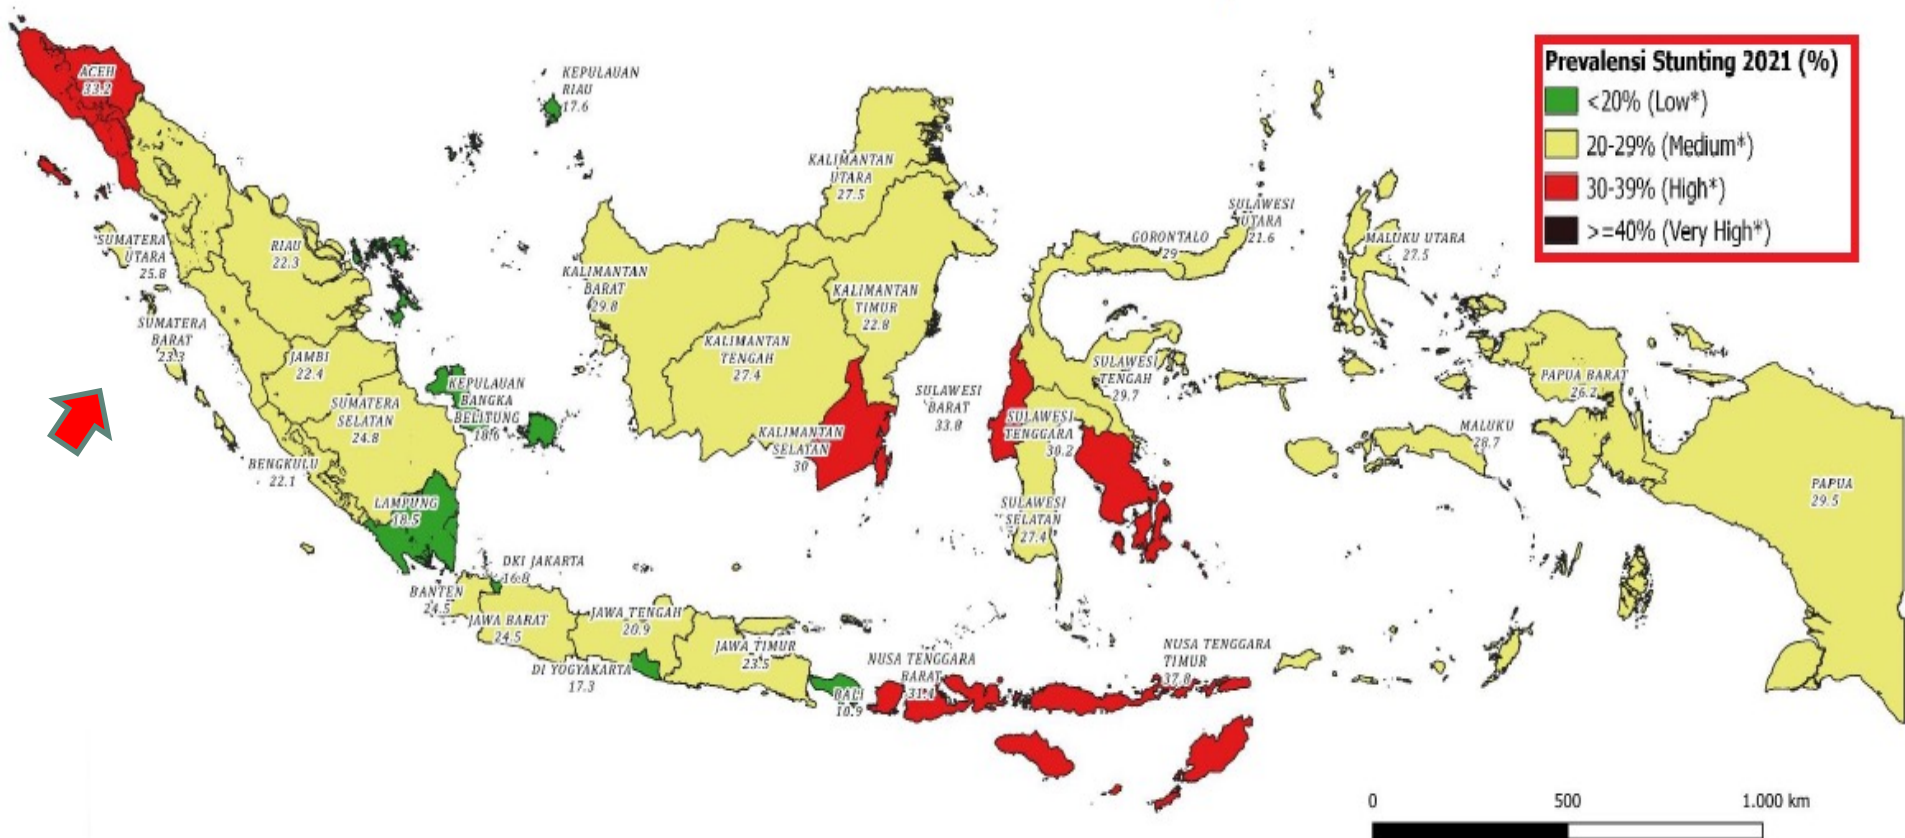 Prevalensi Stunting 2021 (%)
<20% (Low*)
20-29% (Medium*)
30-39% (High*)
>=40% (Very High*)
ACEH
33.2
SUMATERA
UTARA
25.8
RIAU
22.3
SUMATERA
BARAT
23.3
JAMBI
22.4
SUMATERA
SELATAN
24.8
BENGKULU
22.1
LAMPUNG
18.5
KEPULAUAN
RIAU
17.6
KEPULAUAN
BANGKA
BELITUNG
18.6
KALIMANTAN
BARAT
29.8
KALIMANTAN
UTARA
27.5
KALIMANTAN
TIMUR
22.8
KALIMANTAN
TENGAH
27.4
KALIMANTAN
SELATAN
30
SULAWESI
BARAT
33.8
SULAWESI
TENGGARA
30.2
SULAWESI
SELATAN
27.4
SULAWESI
TENGAH
29.7
GORONTALO
29
SULAWESI
UTARA
21.6
MALUKU UTARA
27.5
PAPUA BARAT
26.2
MALUKU
28.7
PAPUA
29.5
DKI JAKARTA
16.8
BANTEN
24.5
JAWA BARAT
24.5
JAWA TENGAH
20.9
DI YOGYAKARTA
17.3
JAWA TIMUR
23.5
BALI
10.9
NUSA TENGGARA
BARAT
31.4
NUSA TENGGARA
TIMUR
37.8
0 500 1.000 km